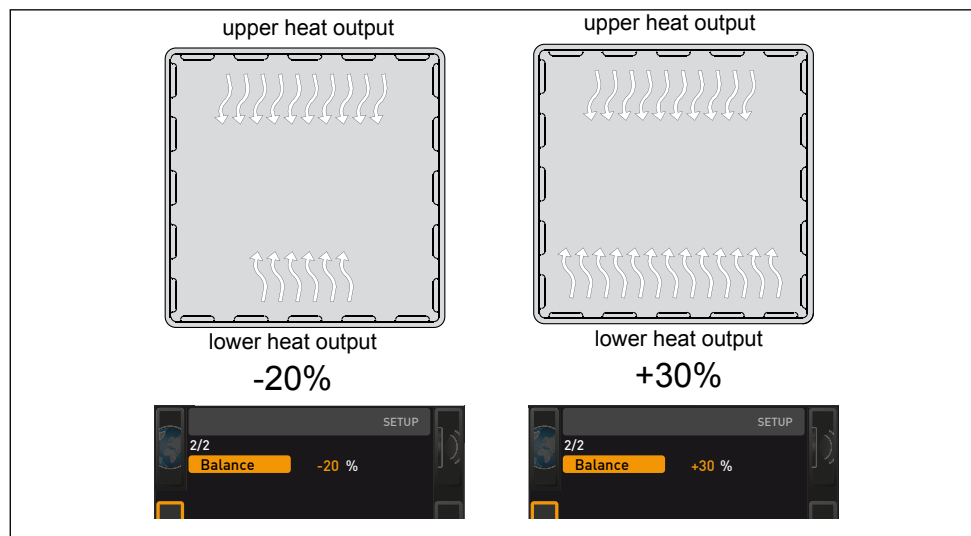 upper heat output
lower heat output
-20%
SETUP
2/2
Balance -20 %
upper heat output
lower heat output
+30%
SETUP
2/2
Balance +30 %